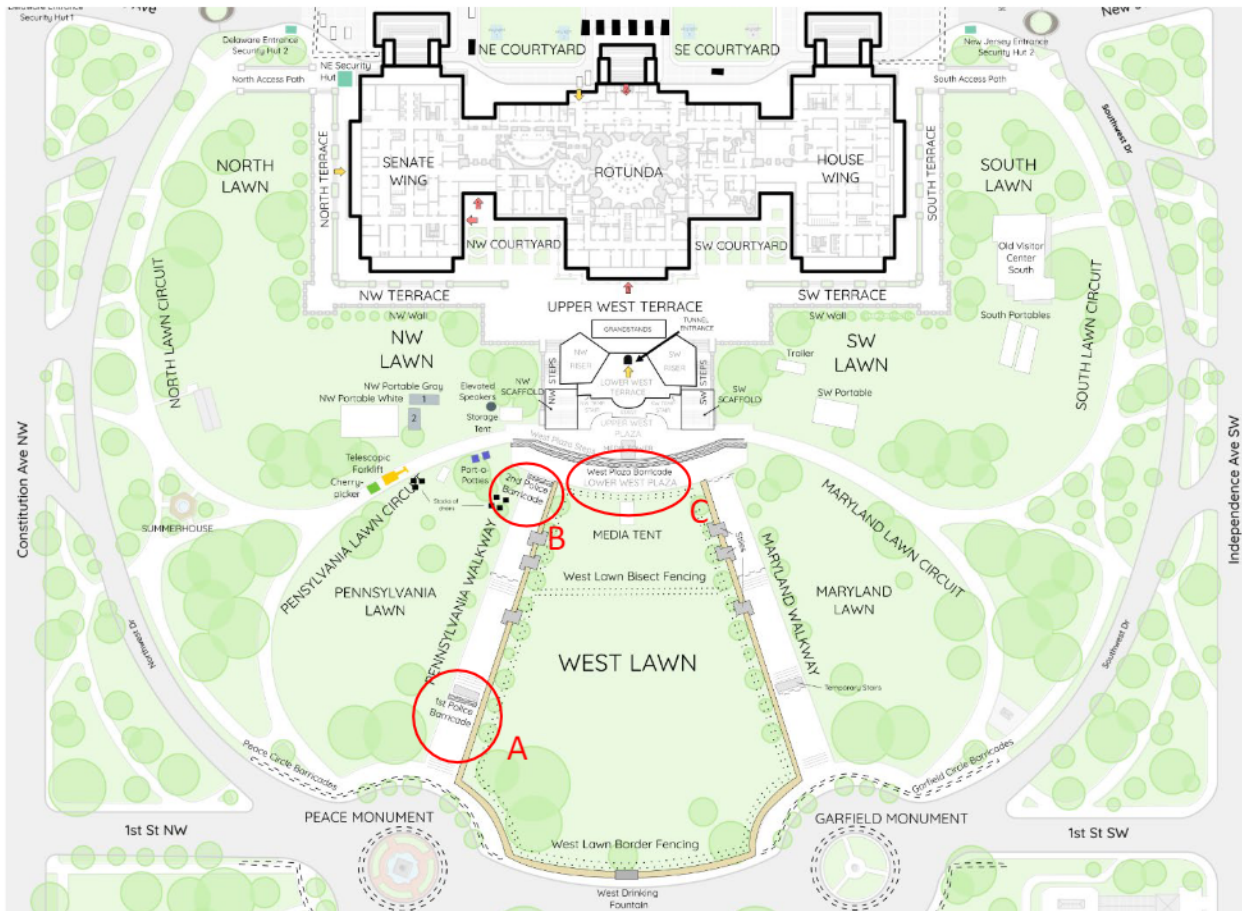 Delaware Entrance
Security Hut 1
Ave
New
Delaware Entrance
Security Hut 2
NE COURTYARD
SE COURTYARD
New Jersey Entrance
Security Hut 2
NE Security
Hut
North Access Path
South Access Path
Southwest Dr
NORTH
LAWN
NORTH TERRACE
SENATE
WING
ROTUNDA
HOUSE
WING
SOUTH TERRACE
SOUTH
LAWN
NW COURTYARD
SW COURTYARD
Old Visitor
Center
South
NW TERRACE
UPPER WEST TERRACE
SW TERRACE
NW Wall
SW Wall
South Portables
NORTH LAWN CIRCUIT
SOUTH LAWN CIRCUIT
NW
LAWN
GRANDSTANDS
TUNNEL
ENTRANCE
SW
LAWN
NW STEPS
NW
RISER
SW
RISER
SW STEPS
Trailer
LOWER WEST
TERRACE
NW Portable Gray
NW Portable White
1
2
Elevated
Speakers
Storage
Tent
NW
SCAFFOLD
SW
SCAFFOLD
SW Portable
UPPER WEST
PLAZA
West Plaza Steps
Telescopic
Forklift
Cherry-
picker
Port-o
Potties
2nd Police
Barricade
West Plaza Barricade
LOWER WEST PLAZA
B
C
Stacks of
chairs
SUMMERHOUSE
PENSYLVANIA LAWN CIRCUIT
PENNSYLVANIA WALKWAY
MEDIA TENT
Steps
MARYLAND WALKWAY
MARYLAND LAWN CIRCUIT
Constitution Ave NW
Independence Ave SW
West Lawn Bisect Fencing
PENNSYLVANIA
LAWN
MARYLAND
LAWN
Northwest Dr
Southwest Dr
WEST LAWN
Temporary Stairs
1st Police
Barricade
A
Peace Circle Barricades
Garfield Circle Barricades
1st St NW
PEACE MONUMENT
GARFIELD MONUMENT
1st St SW
West Lawn Border Fencing
West Drinking
Fountain